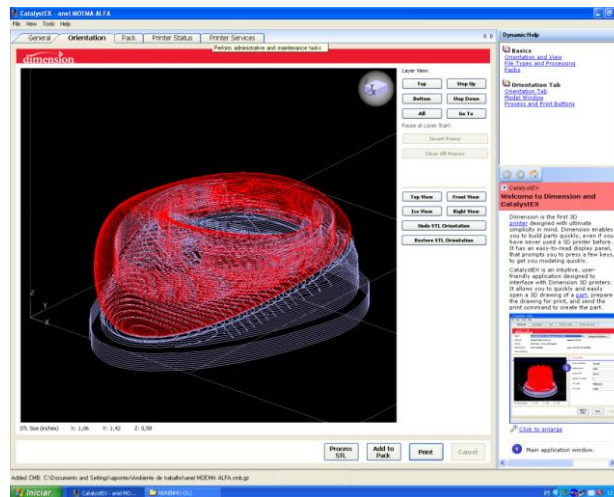 CatalystEX - anel MOEMA ALFA
File View Tools Help
General Orientation Pack Printer Status Printer Services
Perform administrative and maintenance tasks
dimension
Layer View:
Top Step Up
Bottom Step Down
All Go To
Pause at Layer Start:
Insert Pause
Clear All Pauses
Top View Front View
Iso View Right View
Undo STL Orientation
Restore STL Orientation
Z
Y
X
STL Size (inches) X: 1,06 Y: 1,42 Z: 0,58
Process STL
Add to Pack
Print
Cancel
Dynamic Help
Basics
Orientation and View
File Types and Processing
Packs
Orientation Tab
Orientation Tab
Model Window
Process and Print Buttons
CatalystEX
Welcome to Dimension and
CatalystEX
Dimension is the first 3D
printer designed with ultimate
simplicity in mind. Dimension enables
you to build parts quickly, even if you
have never used a 3D printer before.
It has an easy-to-read display panel,
that prompts you to press a few keys,
to get you modeling quickly.
CatalystEX is an intuitive, user-
friendly application designed to
interface with Dimension 3D printers.
It allows you to quickly and easily
open a 3D drawing of a part, prepare
the drawing for print, and send the
print command to create the part.
Click to enlarge
Main application window.
Iniciar CatalystEX - anel MO...
PT